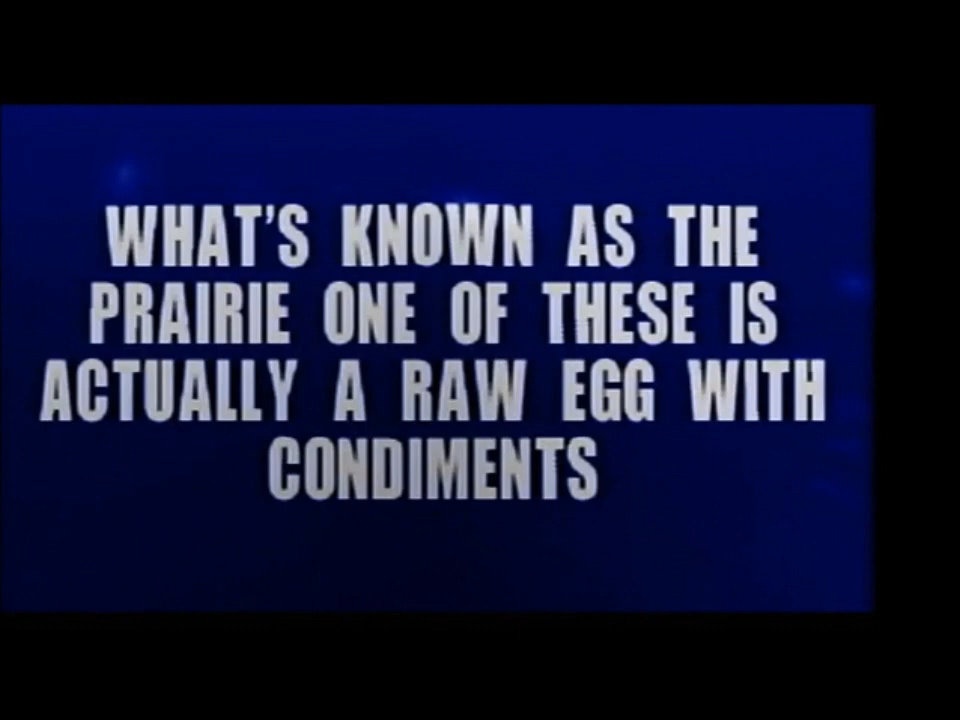 WHAT'S KNOWN AS THE
PRAIRIE ONE OF THESE IS
ACTUALLY A RAW EGG WITH
CONDIMENTS